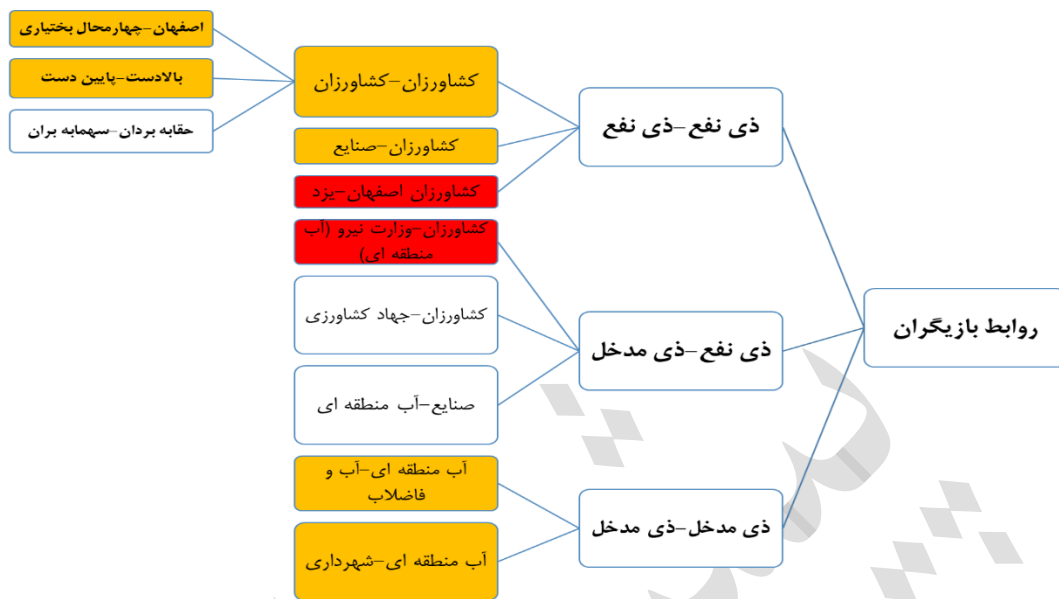 روابط بازیگران
ذی نفع-ذی نفع
کشاورزان-کشاورزان
اصفهان-چهارمحال بختیاری
بالادست-پایین دست
حقابه بردان-سهمابه بران
کشاورزان-صنایع
کشاورزان اصفهان-یزد
ذی نفع-ذی مدخل
کشاورزان-وزارت نیرو (آب
منطقه ای)
کشاورزان-جهاد کشاورزی
صنایع-آب منطقه ای
ذی مدخل-ذی مدخل
آب منطقه ای-آب و
فاضلاب
آب منطقه ای-شهرداری